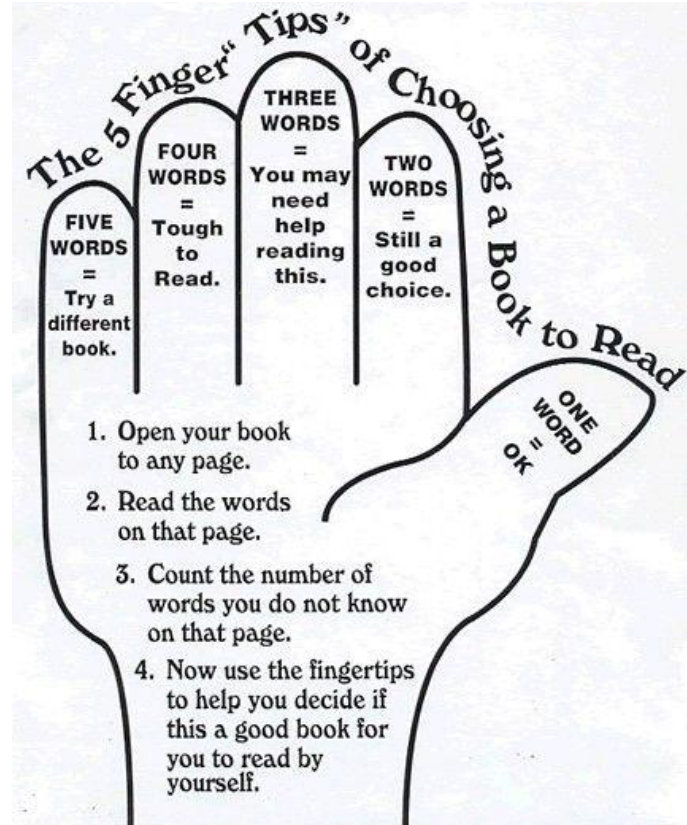 The 5 Finger“ Tips” of Choosing a Book to Read
FIVE
WORDS
=
Try a
different
book.
FOUR
WORDS
=
Tough
to
Read.
THREE
WORDS
=
You may
need
help
reading
this.
TWO
WORDS
=
Still a
good
choice.
ONE
WORD
=
OK
1. Open your book
to any page.
2. Read the words
on that page.
3. Count the number of
words you do not know
on that page.
4. Now use the fingertips
to help you decide if
this a good book for
you to read by
yourself.